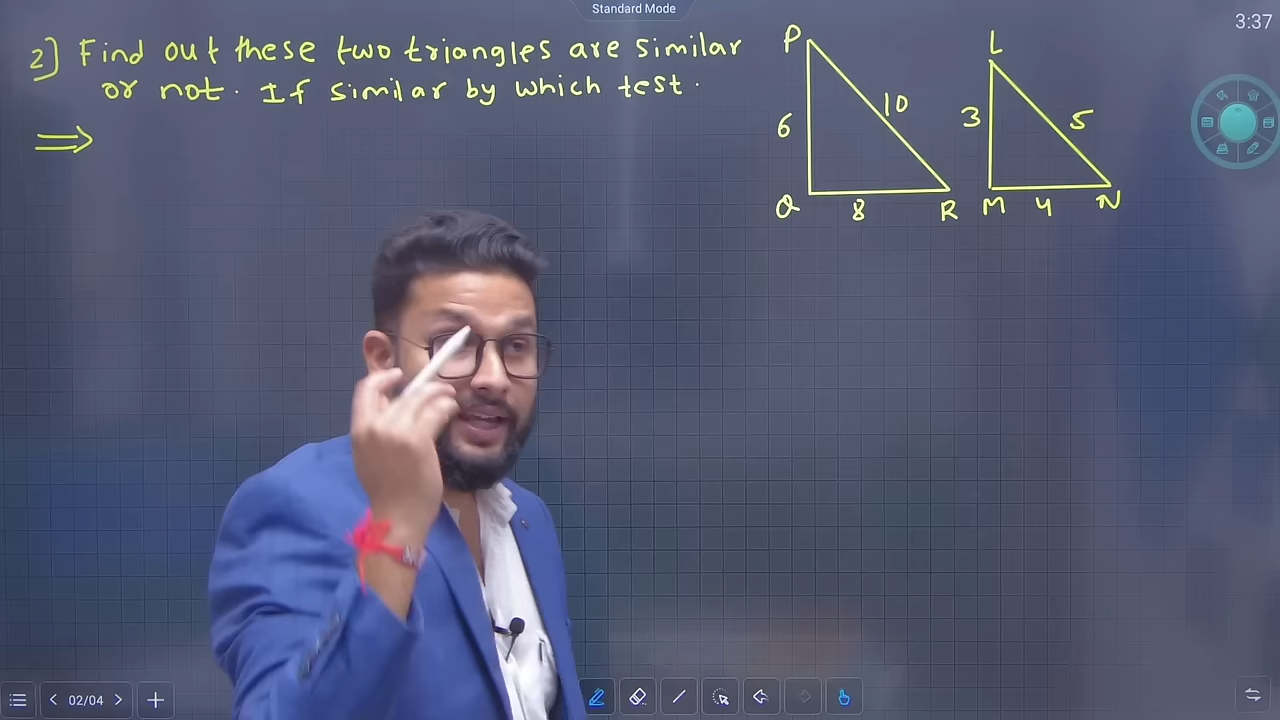 Standard Mode
3:37
2] Find out these two triangles are similar
or not. If similar by which test.
⇒
P
6
10
Q
8
R
L
3
5
M
4
N
02/04